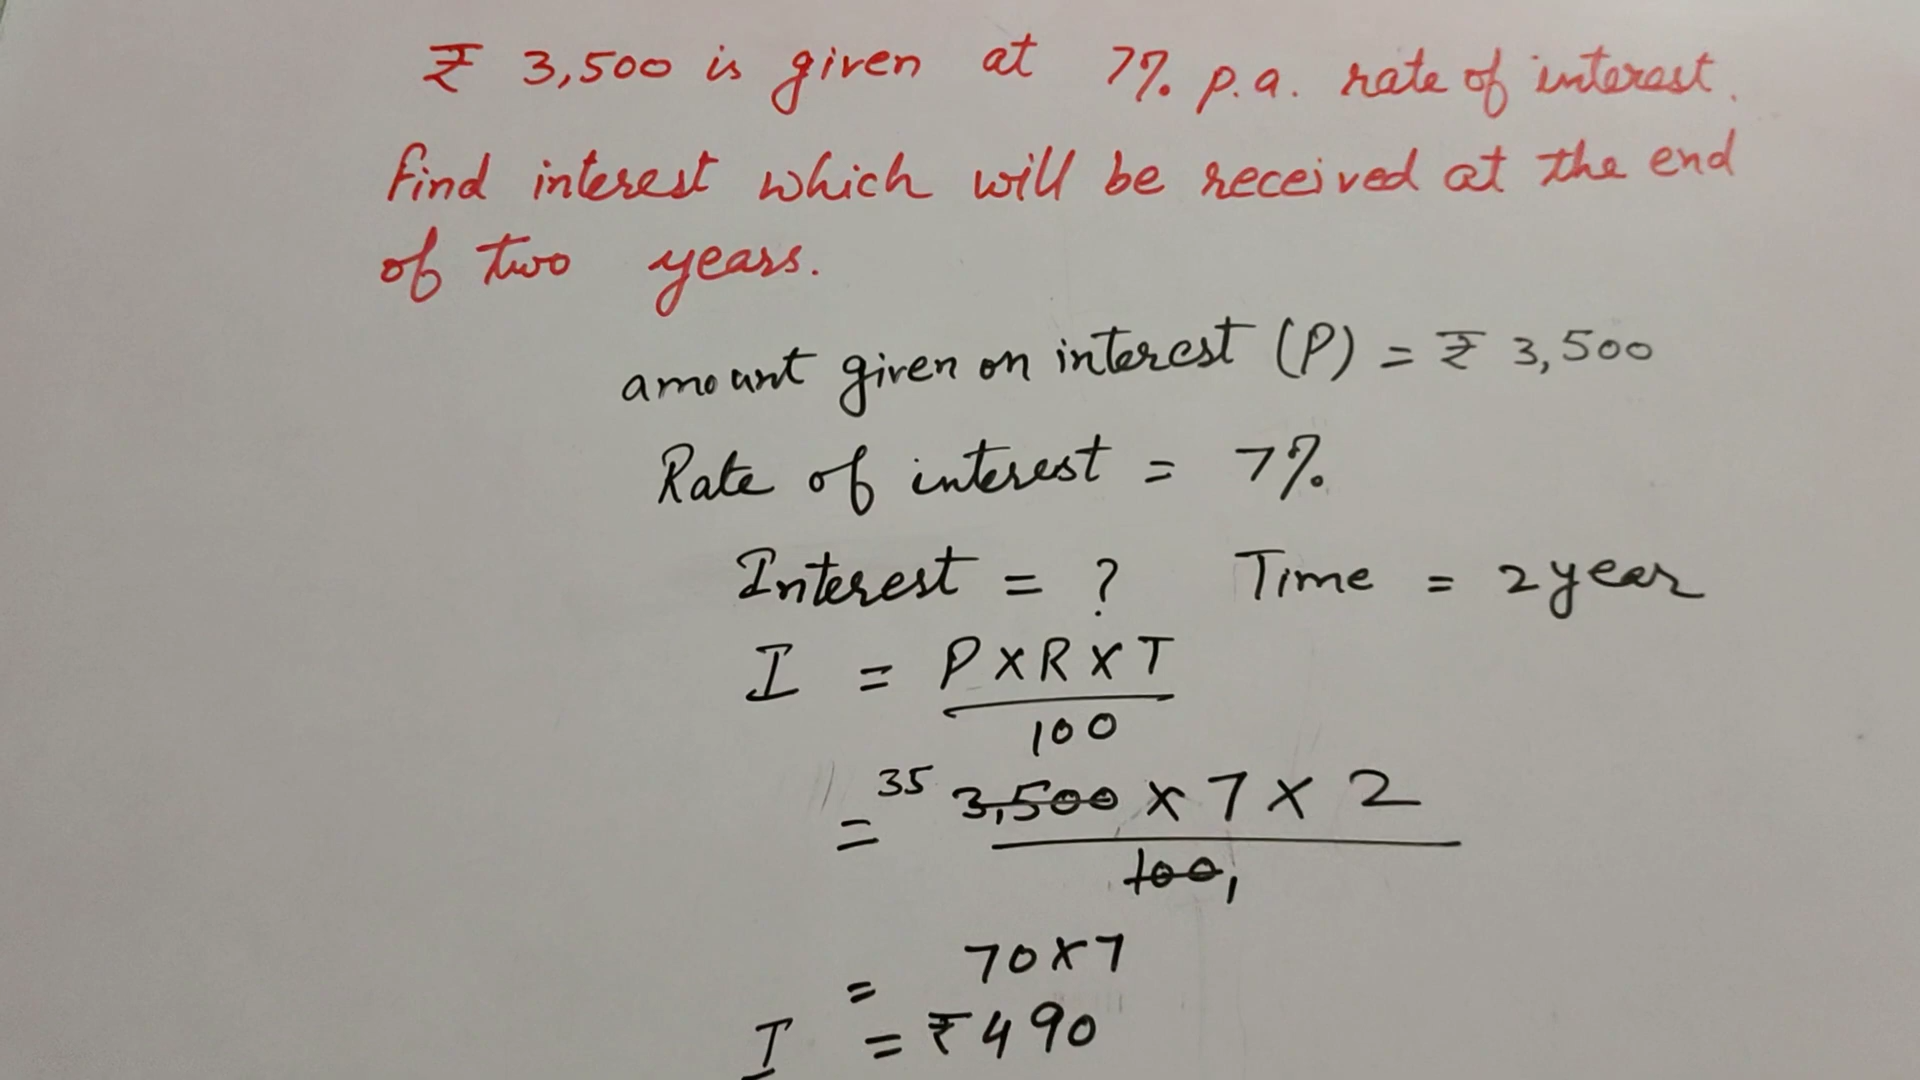 ₹ 3,500 is given at 7% p.a. rate of interest.
Find interest which will be received at the end
of two years.
amount given on interest (P) = ₹ 3,500
Rate of interest = 7%
Interest = ? Time = 2 year
I = P x R x T
100
= 35 3,500 x 7 x 2
100, 1
= 70 x 7
I = ₹ 490